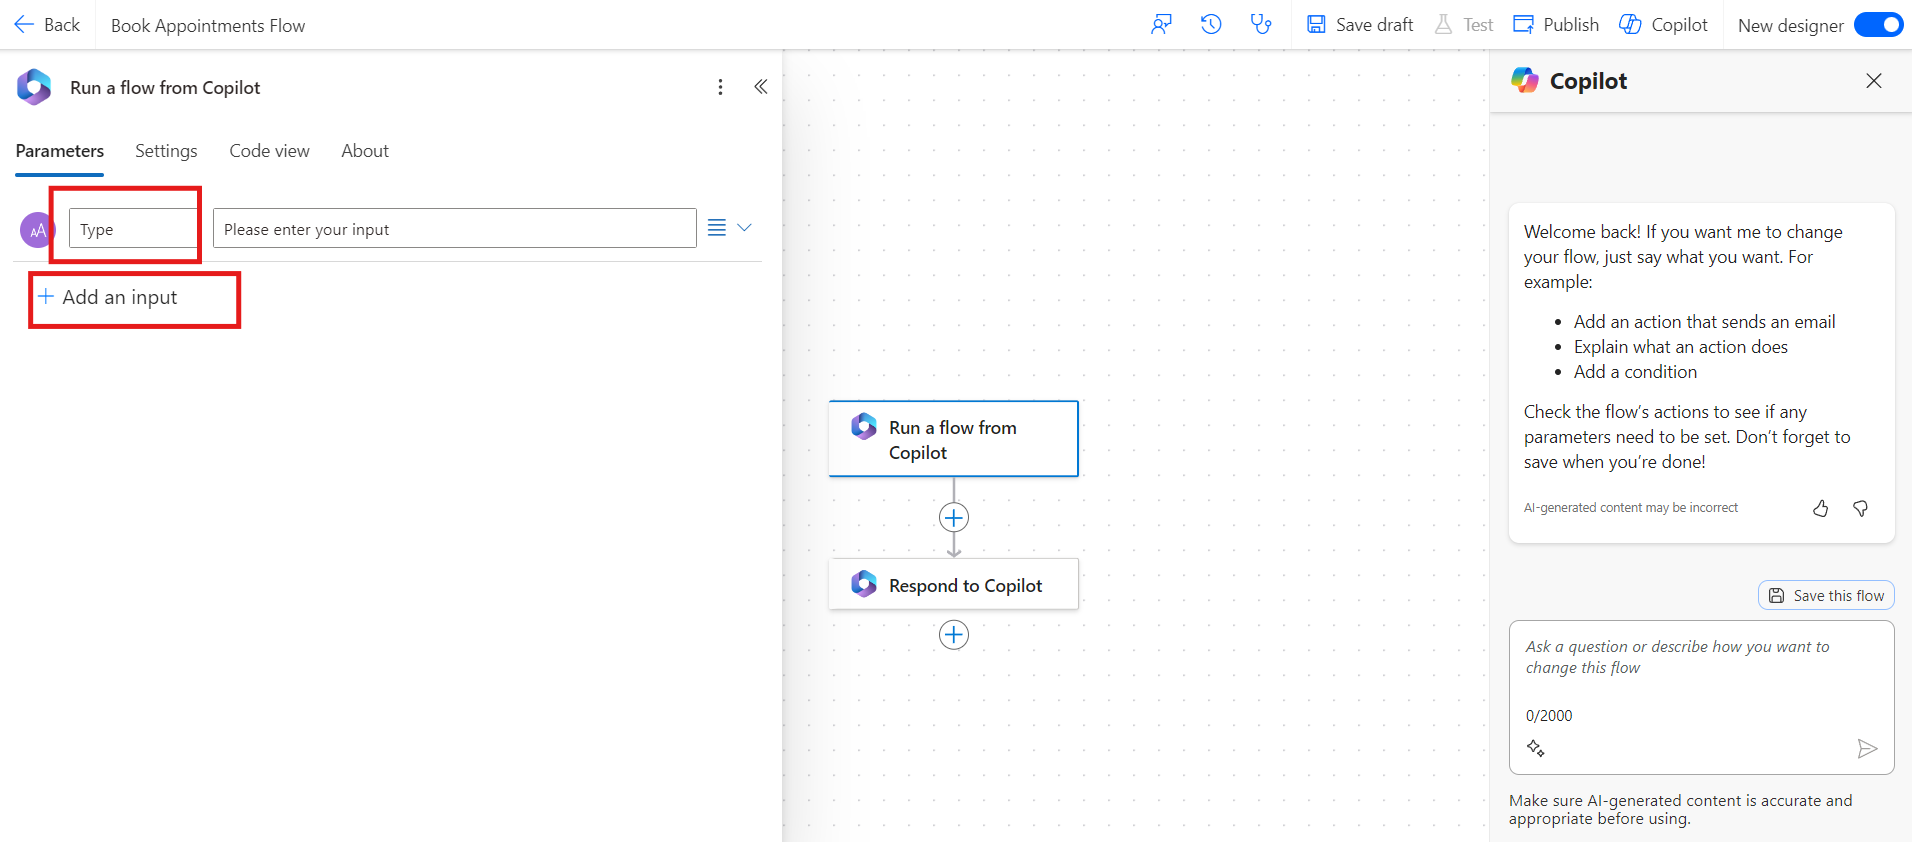 Back
Book Appointments Flow
Save draft
Test
Publish
Copilot
New designer
Run a flow from Copilot
Parameters
Settings
Code view
About
AA
Type
Please enter your input
+ Add an input
Run a flow from
Copilot
Respond to Copilot
Copilot
Welcome back! If you want me to change
your flow, just say what you want. For
example:
• Add an action that sends an email
• Explain what an action does
• Add a condition
Check the flow’s actions to see if any
parameters need to be set. Don’t forget to
save when you’re done!
AI-generated content may be incorrect
Save this flow
Ask a question or describe how you want to
change this flow
0/2000
Make sure AI-generated content is accurate and
appropriate before using.